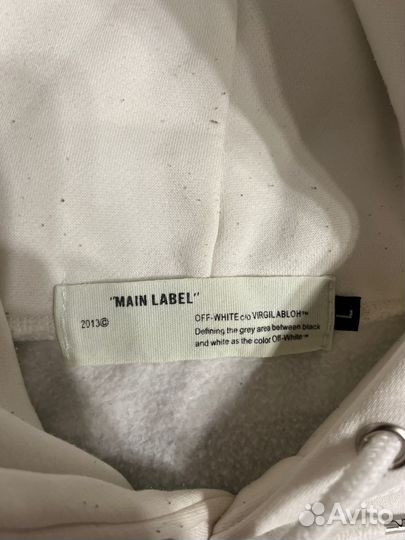 "MAIN LABEL"
2013©
OFF-WHITE c/o VIRGIL ABLOH™
Defining the grey area between black
and white as the color Off-White™
L
Avito